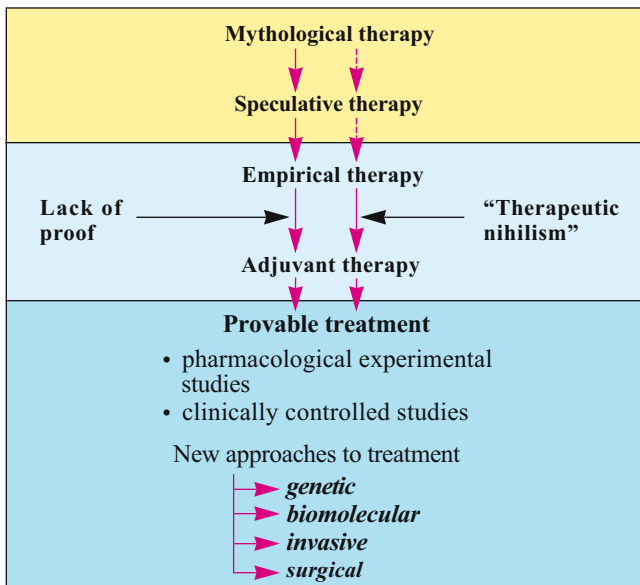 Mythological therapy
Speculative therapy
Empirical therapy
Lack of
proof
“Therapeutic
nihilism”
Adjuvant therapy
Provable treatment
• pharmacological experimental
studies
• clinically controlled studies
New approaches to treatment
genetic
biomolecular
invasive
surgical